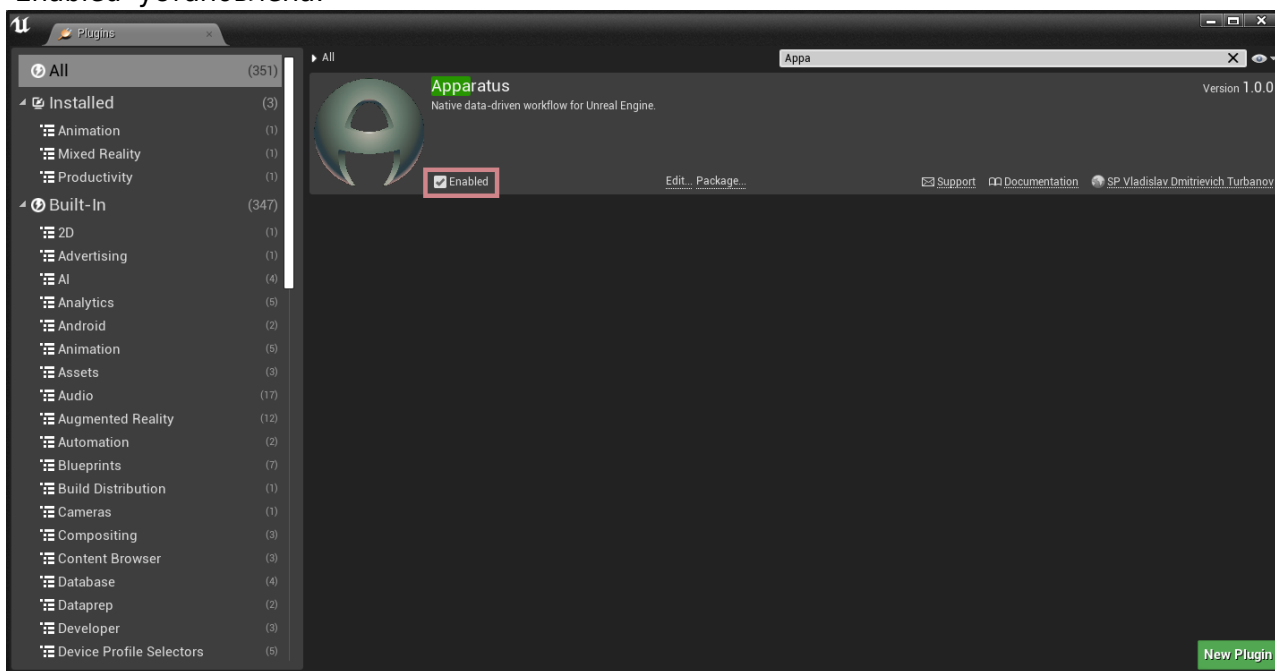 Enabled установлена.
Plugins
All
Appa
All (351)
Installed (3)
Animation (1)
Mixed Reality (1)
Productivity (1)
Built-In (347)
2D (1)
Advertising (1)
AI (4)
Analytics (5)
Android (2)
Animation (5)
Assets (3)
Audio (17)
Augmented Reality (12)
Automation (2)
Blueprints (7)
Build Distribution (1)
Cameras (1)
Compositing (3)
Content Browser (3)
Database (4)
Dataprep (2)
Developer (3)
Device Profile Selectors (5)
Apparatus
Version 1.0.0
Native data-driven workflow for Unreal Engine.
Enabled
Edit... Package...
Support Documentation SP Vladislav Dmitrievich Turbanov
New Plugin